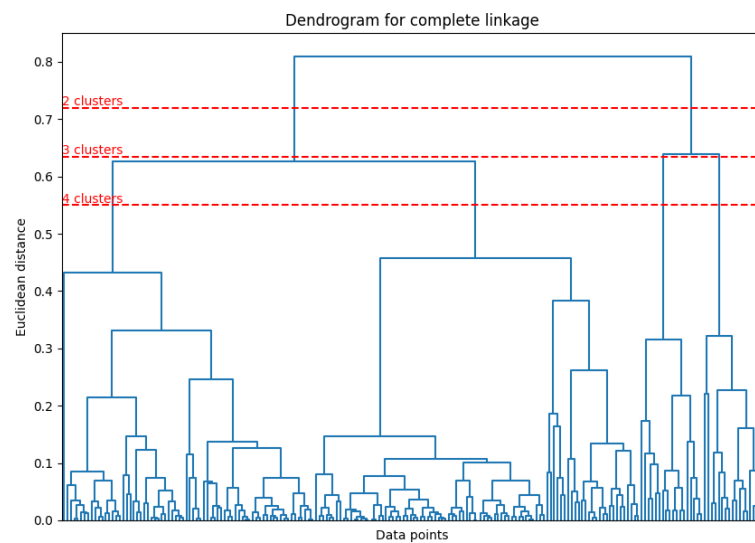 Dendrogram for complete linkage
0.8
2 clusters
0.7
3 clusters
0.6
4 clusters
0.5
Euclidean distance
0.4
0.3
0.2
0.1
0.0
Data points